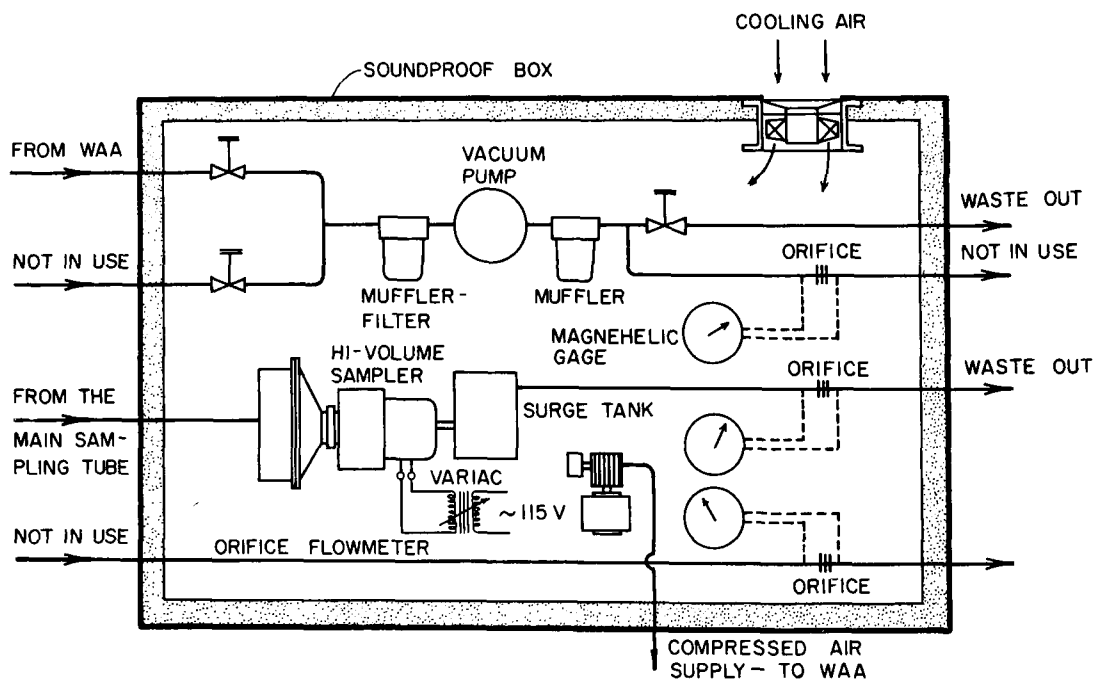 COOLING AIR
SOUNDPROOF BOX
FROM WAA
VACUUM
PUMP
WASTE OUT
NOT IN USE
ORIFICE
NOT IN USE
MUFFLER-
FILTER
MUFFLER
MAGNEHELIC
GAGE
HI-VOLUME
SAMPLER
ORIFICE
WASTE OUT
FROM THE
MAIN SAM-
PLING TUBE
SURGE TANK
VARIAC
~115 V
NOT IN USE
ORIFICE FLOWMETER
ORIFICE
COMPRESSED AIR
SUPPLY- TO WAA